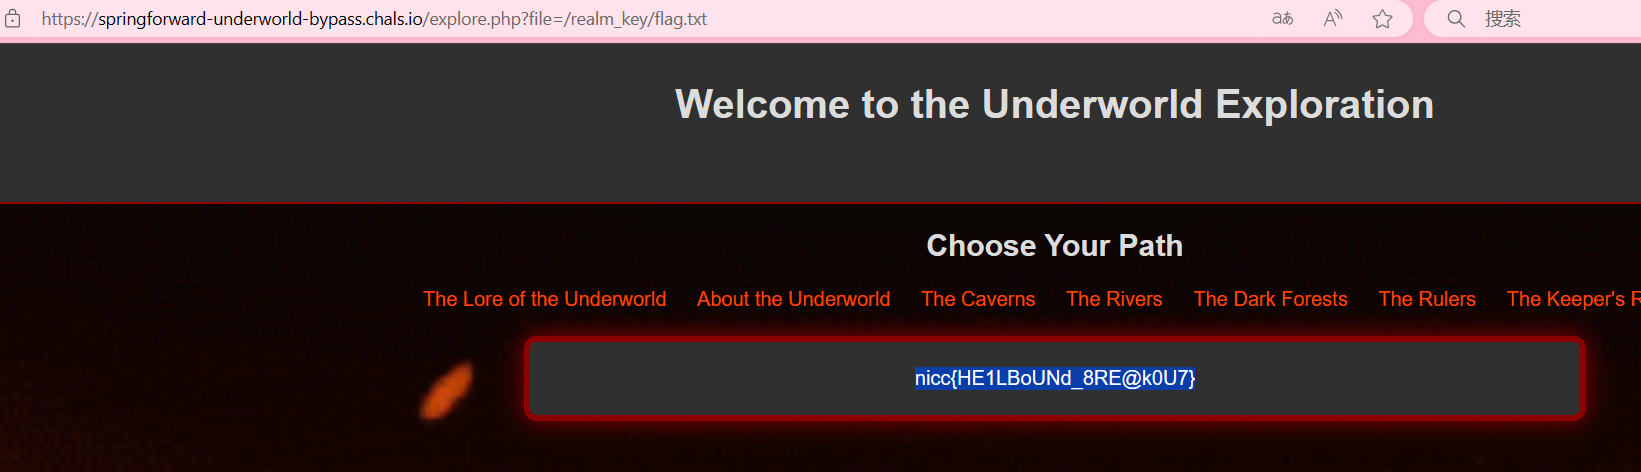 https://springforward-underworld-bypass.chals.io/explore.php?file=/realm_key/flag.txt aあ A 搜索
Welcome to the Underworld Exploration
Choose Your Path
The Lore of the Underworld About the Underworld The Caverns The Rivers The Dark Forests The Rulers The Keeper's R
nicc{HE1LBoUNd_8RE@k0U7}